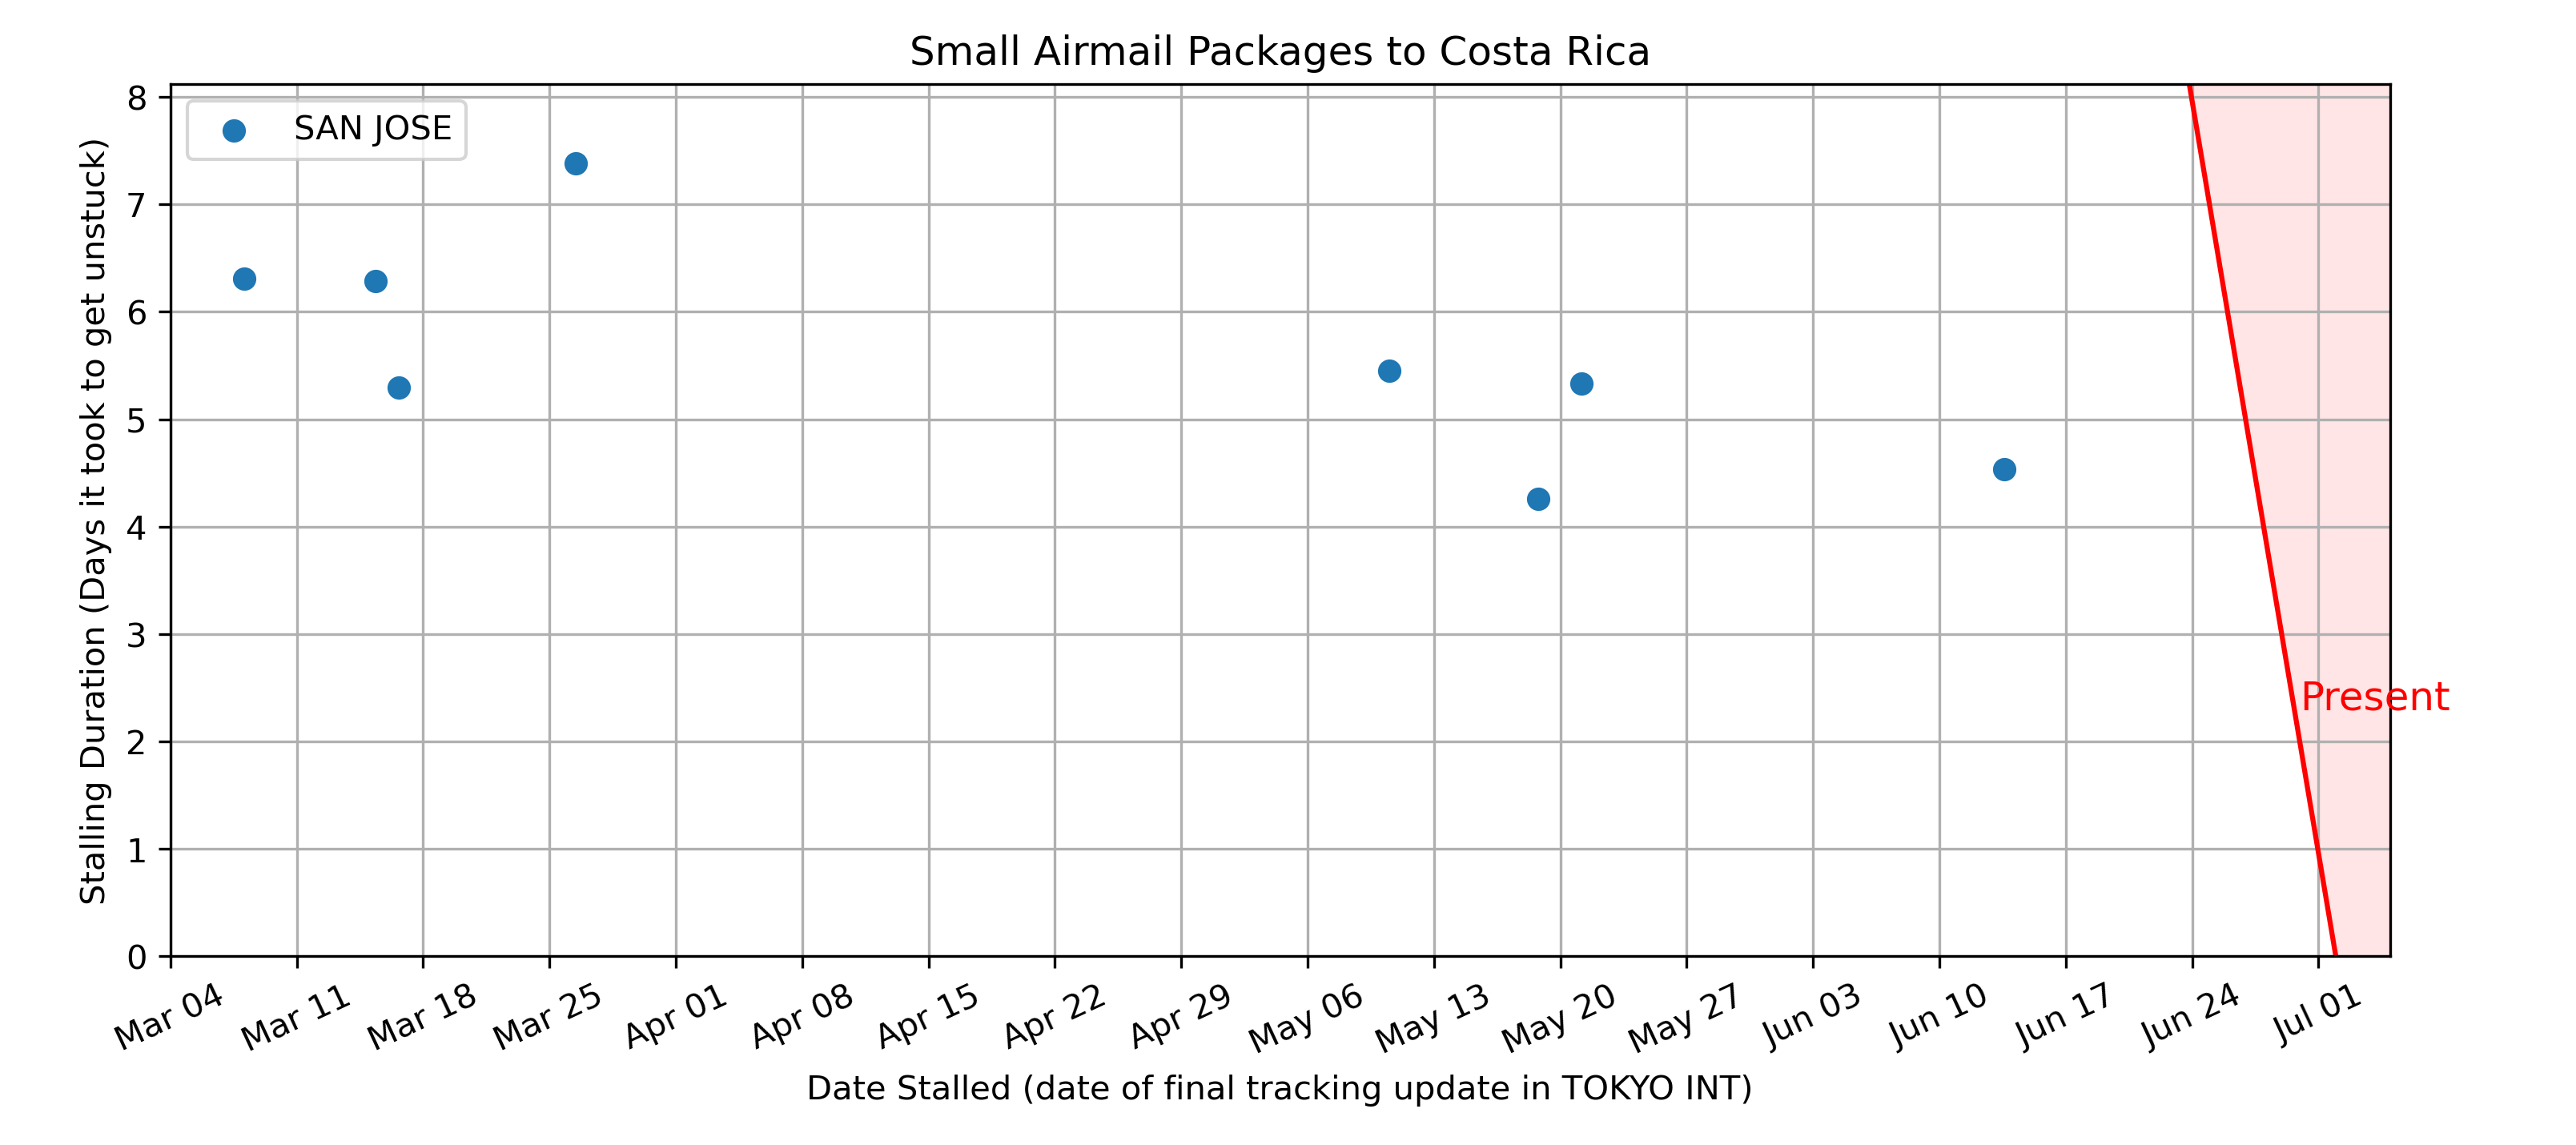 Small Airmail Packages to Costa Rica
SAN JOSE
Stalling Duration (Days it took to get unstuck)
8
7
6
5
4
3
2
1
0
Present
Mar 04
Mar 11
Mar 18
Mar 25
Apr 01
Apr 08
Apr 15
Apr 22
Apr 29
May 06
May 13
May 20
May 27
Jun 03
Jun 10
Jun 17
Jun 24
Jul 01
Date Stalled (date of final tracking update in TOKYO INT)